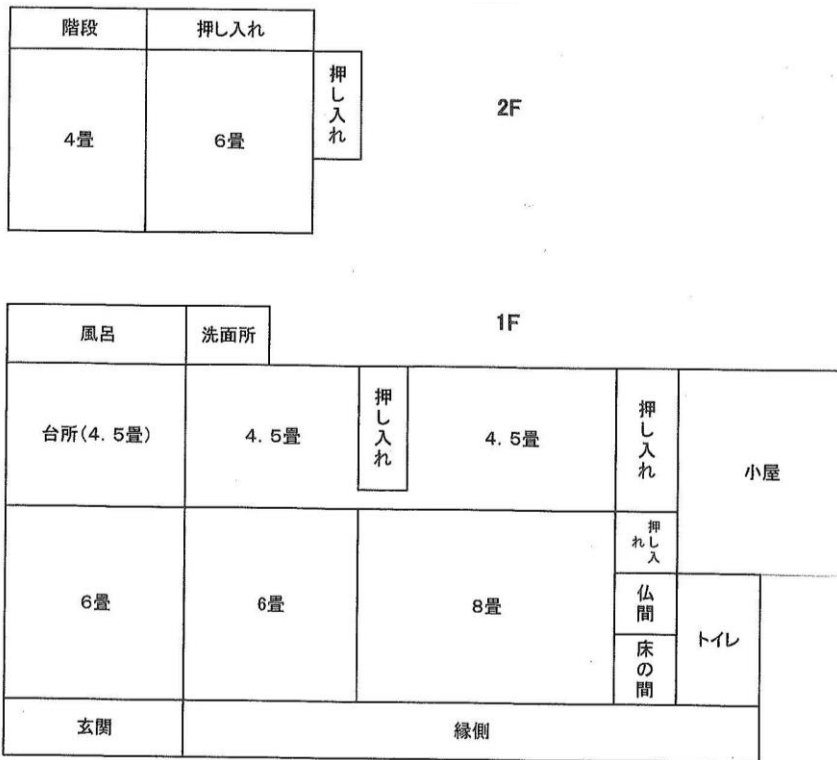 階段
押し入れ
押し入れ
4畳
6畳
2F
1F
風呂
洗面所
台所(4.5畳)
4.5畳
押し入れ
4.5畳
押し入れ
小屋
押し入れ
6畳
6畳
8畳
仏間
トイレ
床の間
玄関
縁側